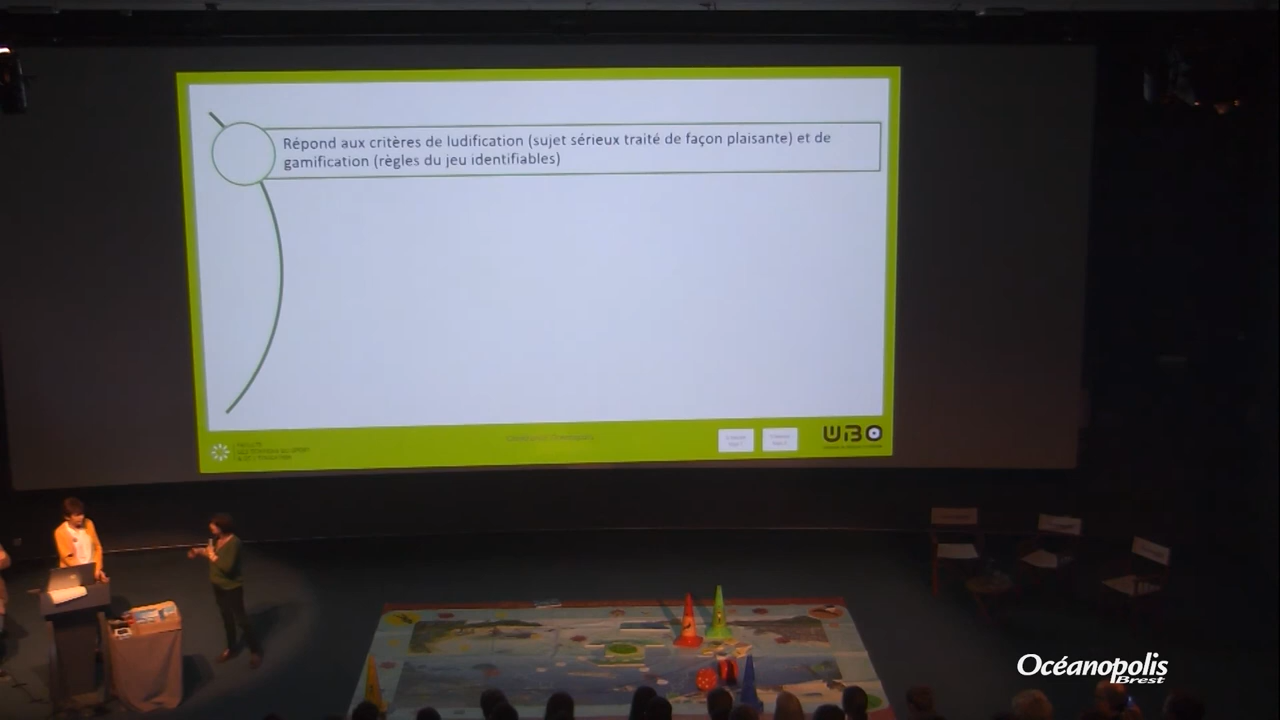 Répond aux critères de ludification (sujet sérieux traité de façon plaisante) et de
gamification (règles du jeu identifiables)
UBO
Océanopolis
Brest